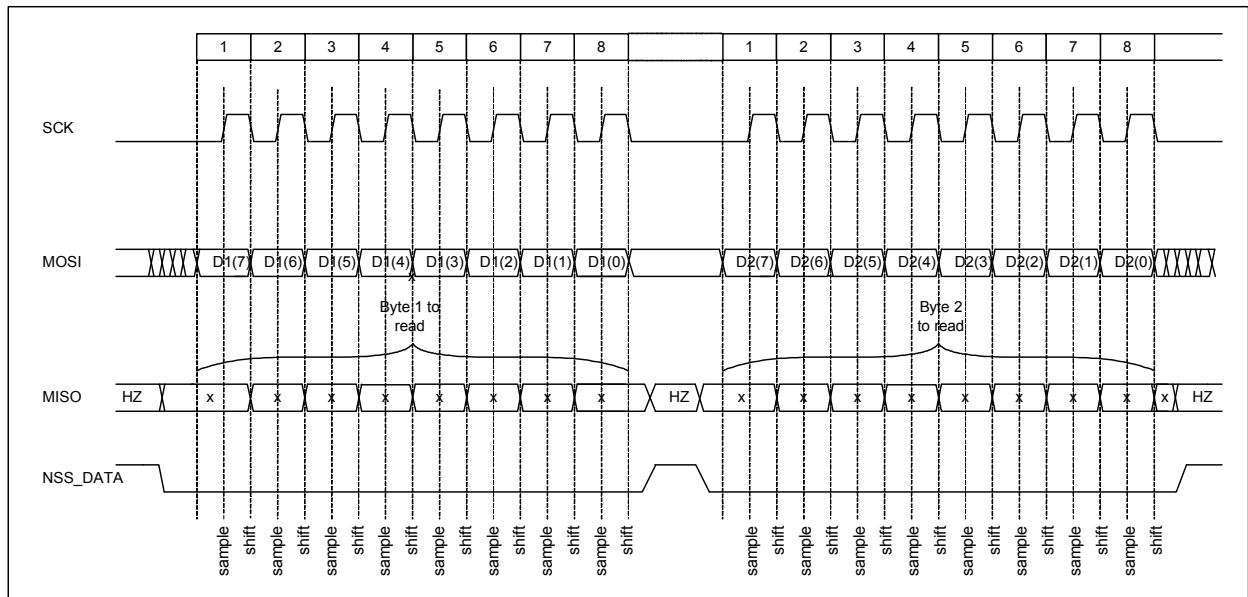 1 2 3 4 5 6 7 8 1 2 3 4 5 6 7 8
SCK
MOSI D1(7) D1(6) D1(5) D1(4) D1(3) D1(2) D1(1) D1(0) D2(7) D2(6) D2(5) D2(4) D2(3) D2(2) D2(1) D2(0)
Byte 1 to
read
Byte 2
to read
MISO HZ x x x x x x x x HZ x x x x x x x x x HZ
NSS_DATA
sample shift sample shift sample shift sample shift sample shift sample shift sample shift sample shift sample shift sample shift sample shift sample shift sample shift sample shift sample shift sample shift